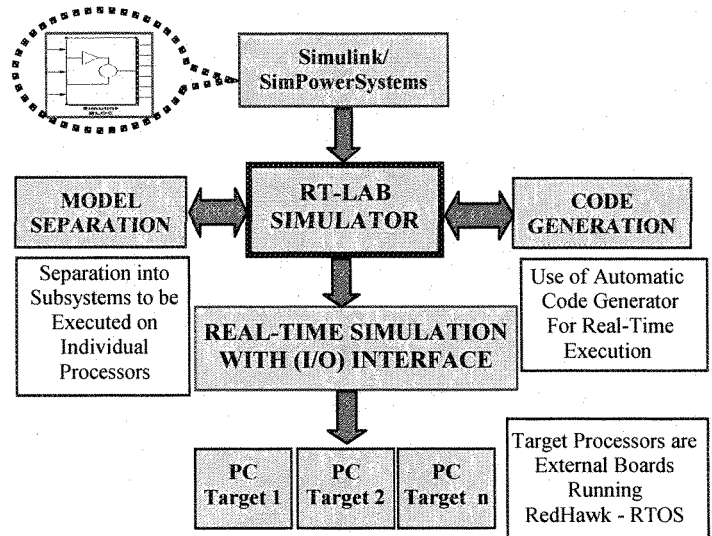 Simulink
BLOC
Simulink/
SimPowerSystems
MODEL
SEPARATION
RT-LAB
SIMULATOR
CODE
GENERATION
Separation into
Subsystems to be
Executed on
Individual
Processors
Use of Automatic
Code Generator
For Real-Time
Execution
REAL-TIME SIMULATION
WITH (I/O) INTERFACE
PC
Target 1
PC
Target 2
PC
Target n
Target Processors are
External Boards
Running
RedHawk - RTOS